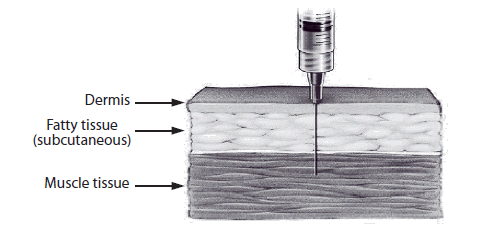 Dermis
Fatty tissue
(subcutaneous)
Muscle tissue